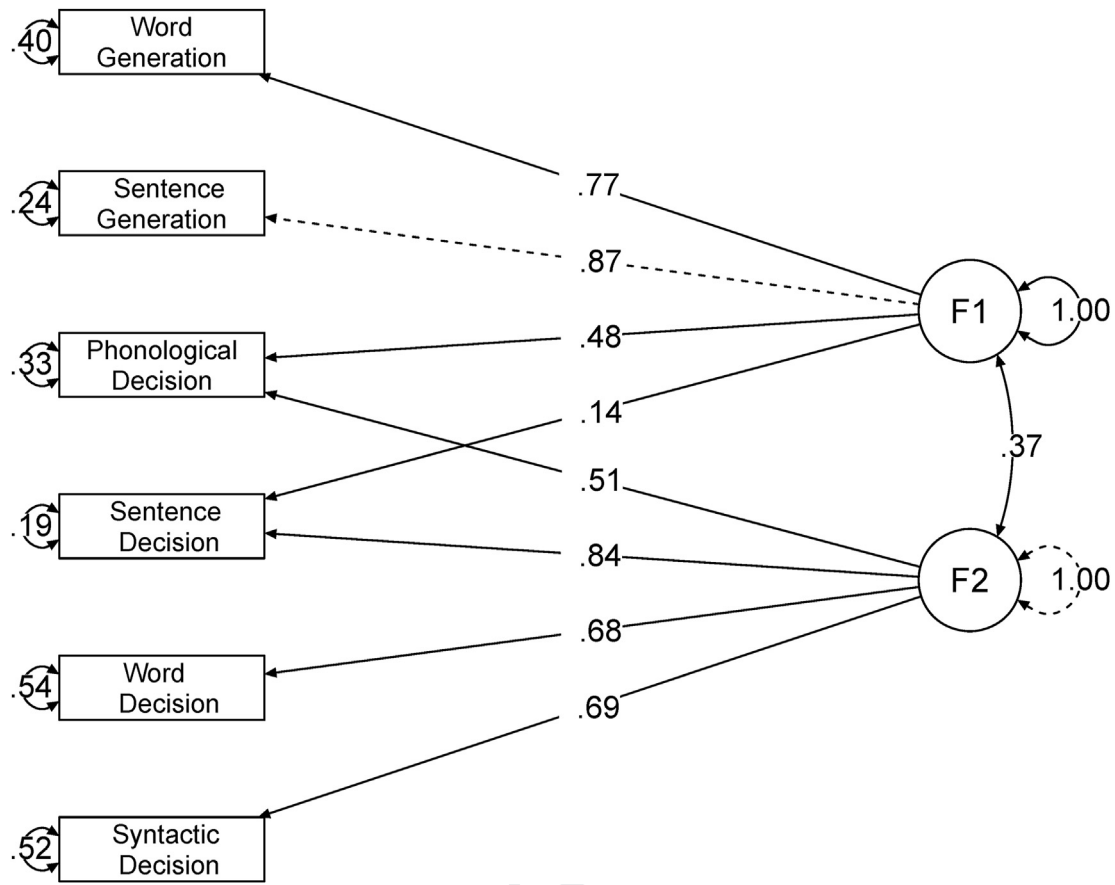 Word
Generation
.40
Sentence
Generation
.24
Phonological
Decision
.33
Sentence
Decision
.19
Word
Decision
.54
Syntactic
Decision
.52
.77
.87
.48
.14
.51
.84
.68
.69
F1
1.00
.37
F2
1.00